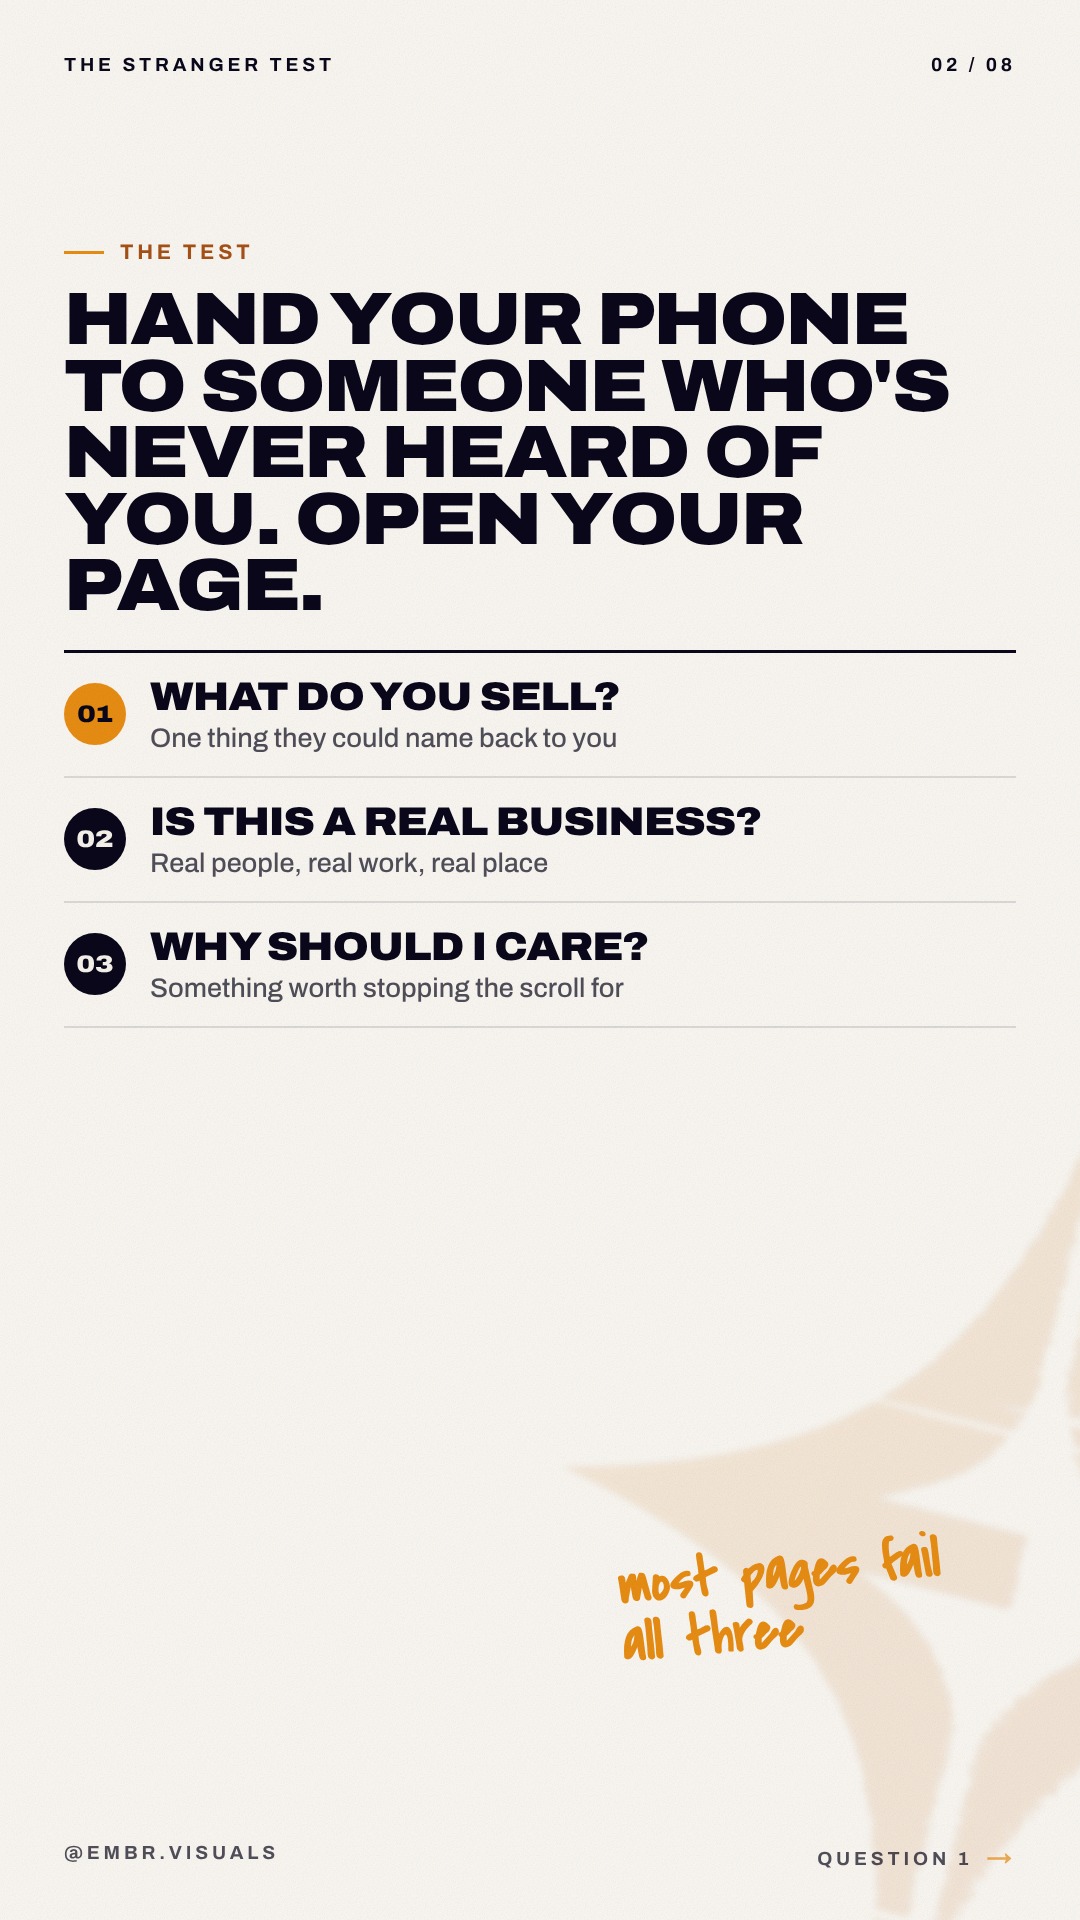 THE STRANGER TEST
02 / 08
THE TEST
HAND YOUR PHONE
TO SOMEONE WHO'S
NEVER HEARD OF
YOU. OPEN YOUR
PAGE.
01
WHAT DO YOU SELL?
One thing they could name back to you
02
IS THIS A REAL BUSINESS?
Real people, real work, real place
03
WHY SHOULD I CARE?
Something worth stopping the scroll for
most pages fail
all three
@EMBR.VISUALS
QUESTION 1 →